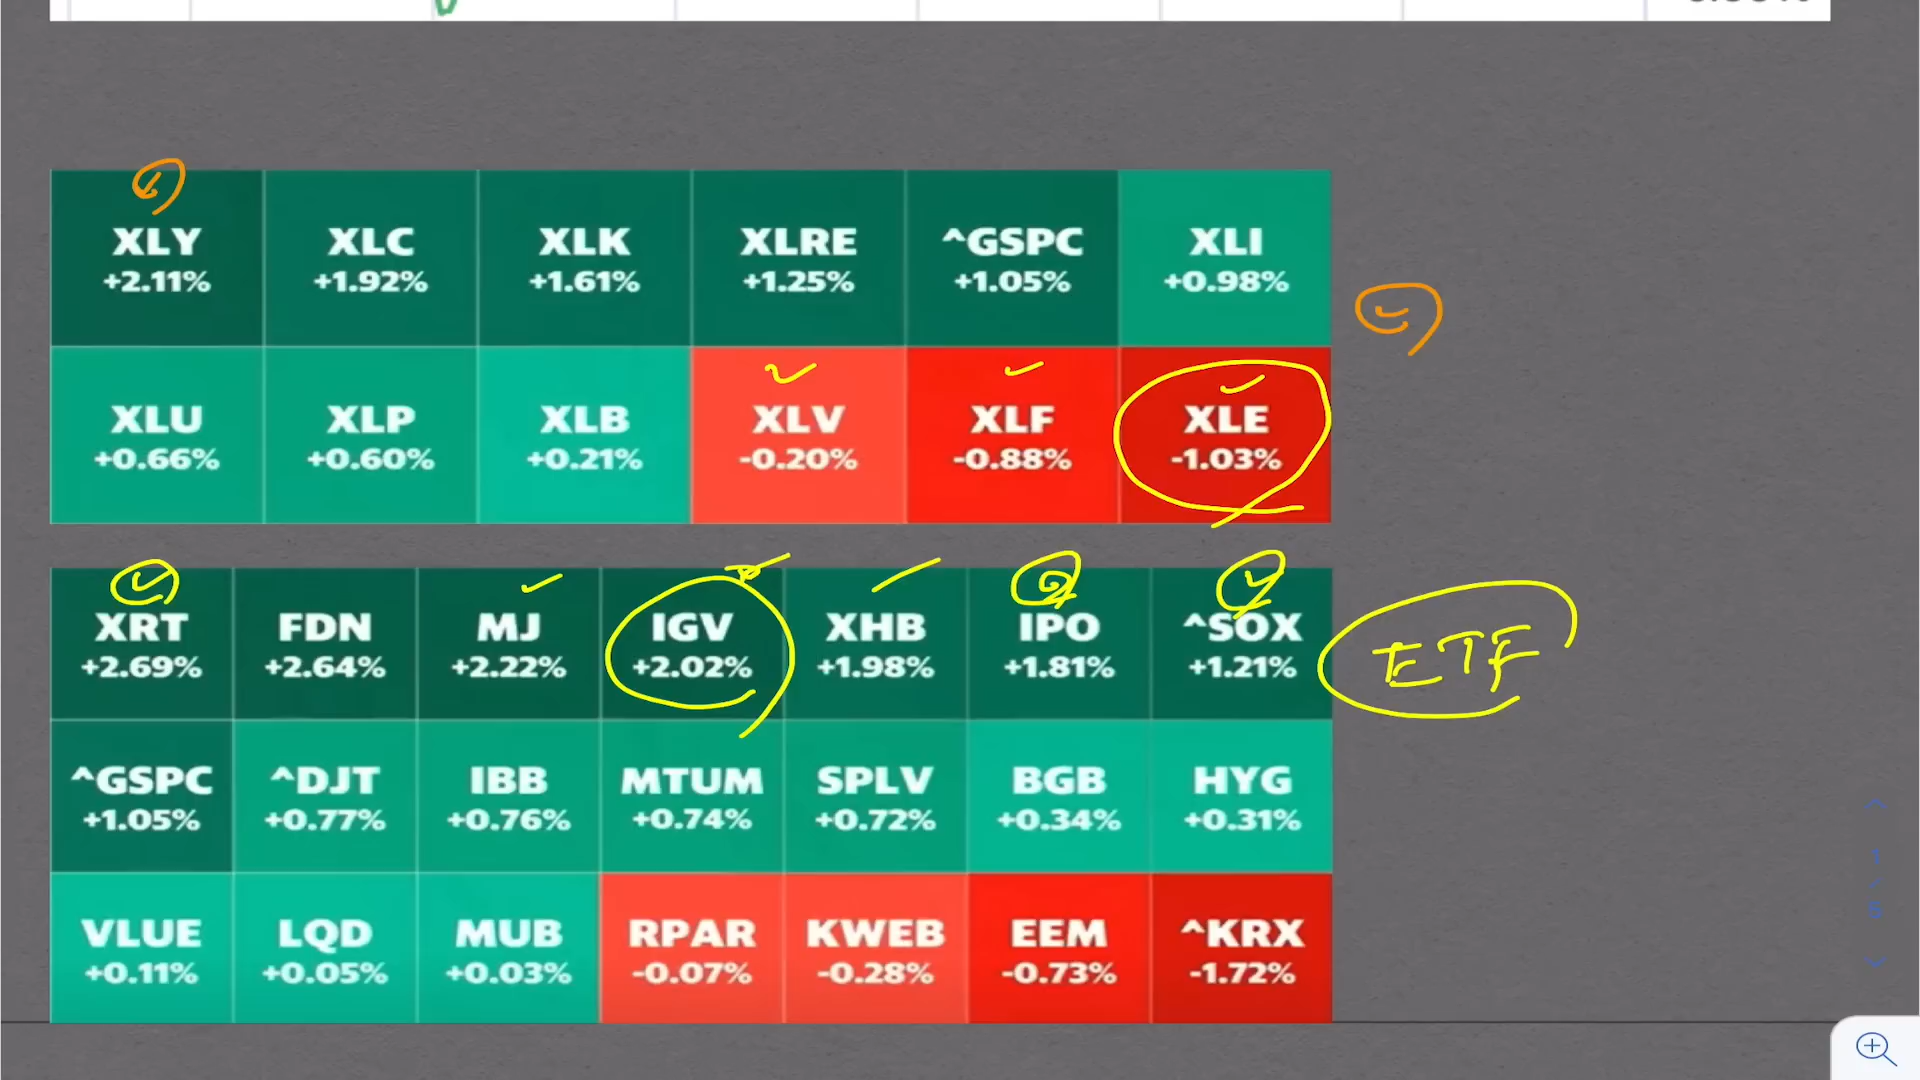 XLY XLC XLK XLRE ^GSPC XLI
+2.11% +1.92% +1.61% +1.25% +1.05% +0.98%
XLU XLP XLB XLV XLF XLE
+0.66% +0.60% +0.21% -0.20% -0.88% -1.03%
XRT FDN MJ IGV XHB IPO ^SOX
+2.69% +2.64% +2.22% +2.02% +1.98% +1.81% +1.21%
ETF
^GSPC ^DJT IBB MTUM SPLV BGB HYG
+1.05% +0.77% +0.76% +0.74% +0.72% +0.34% +0.31%
VLUE LQD MUB RPAR KWEB EEM ^KRX
+0.11% +0.05% +0.03% -0.07% -0.28% -0.73% -1.72%